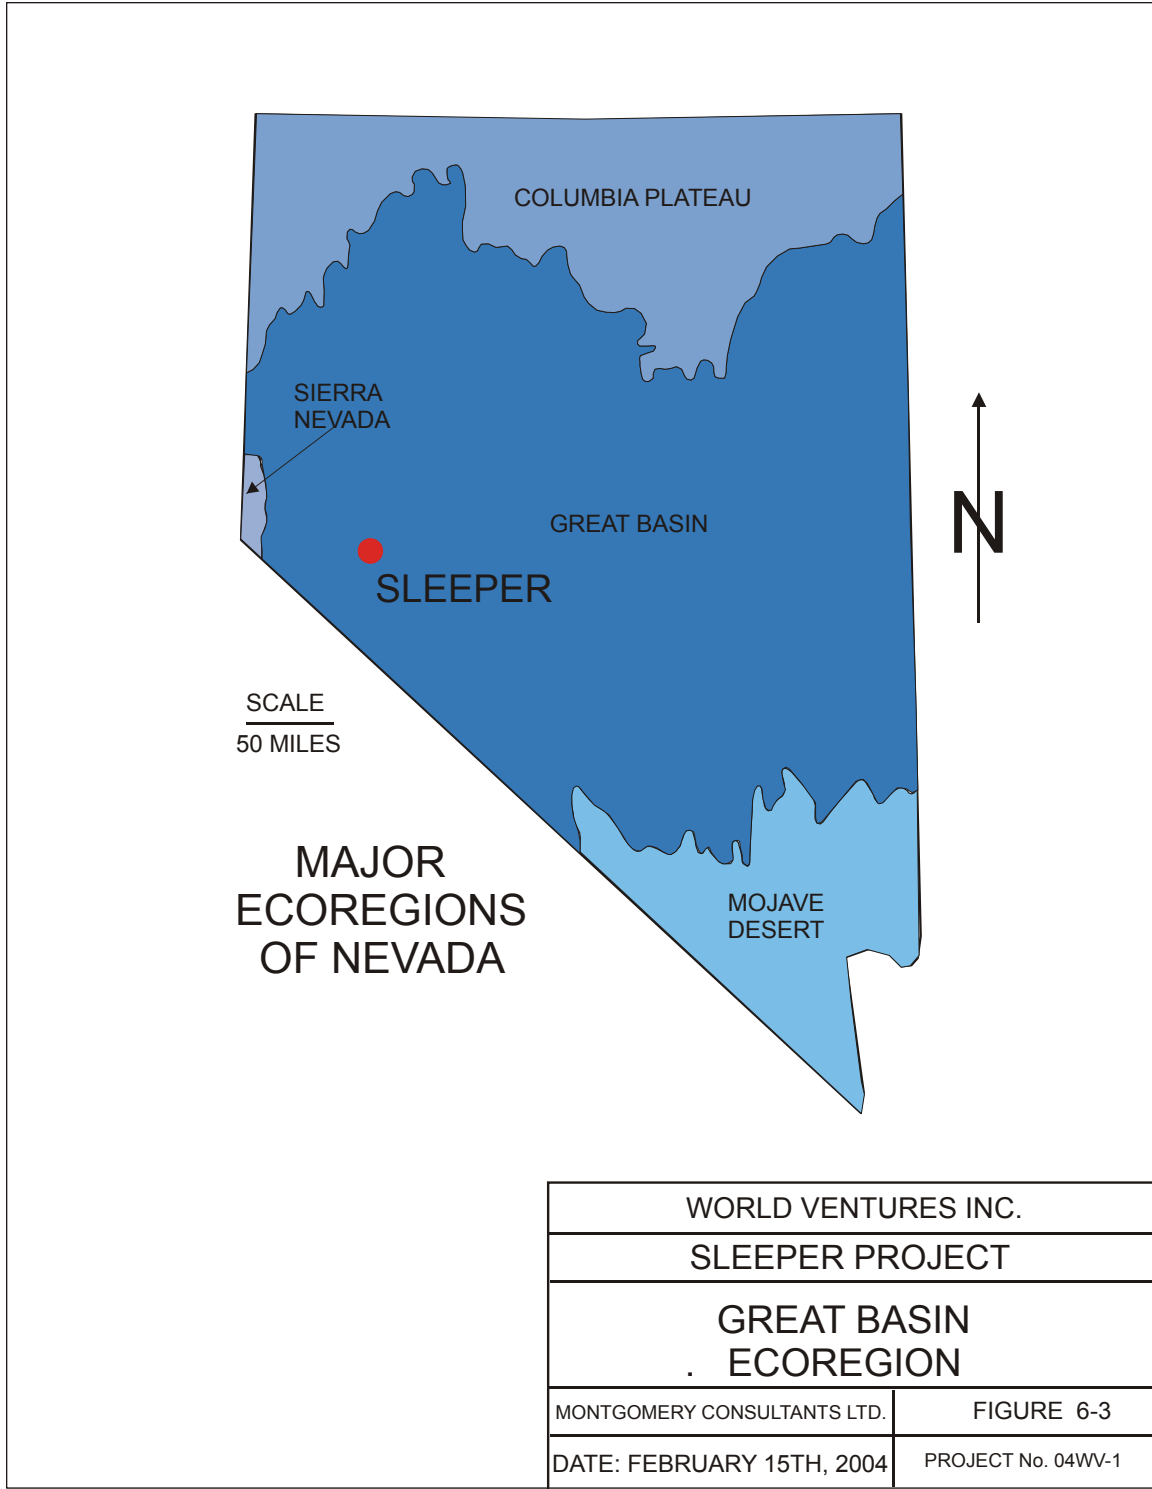 COLUMBIA PLATEAU
SIERRA
NEVADA
GREAT BASIN
N
SLEEPER
SCALE
50 MILES
MAJOR
ECOREGIONS
OF NEVADA
MOJAVE
DESERT
WORLD VENTURES INC.
SLEEPER PROJECT
GREAT BASIN
. ECOREGION
MONTGOMERY CONSULTANTS LTD.
FIGURE 6-3
DATE: FEBRUARY 15TH, 2004
PROJECT No. 04WV-1